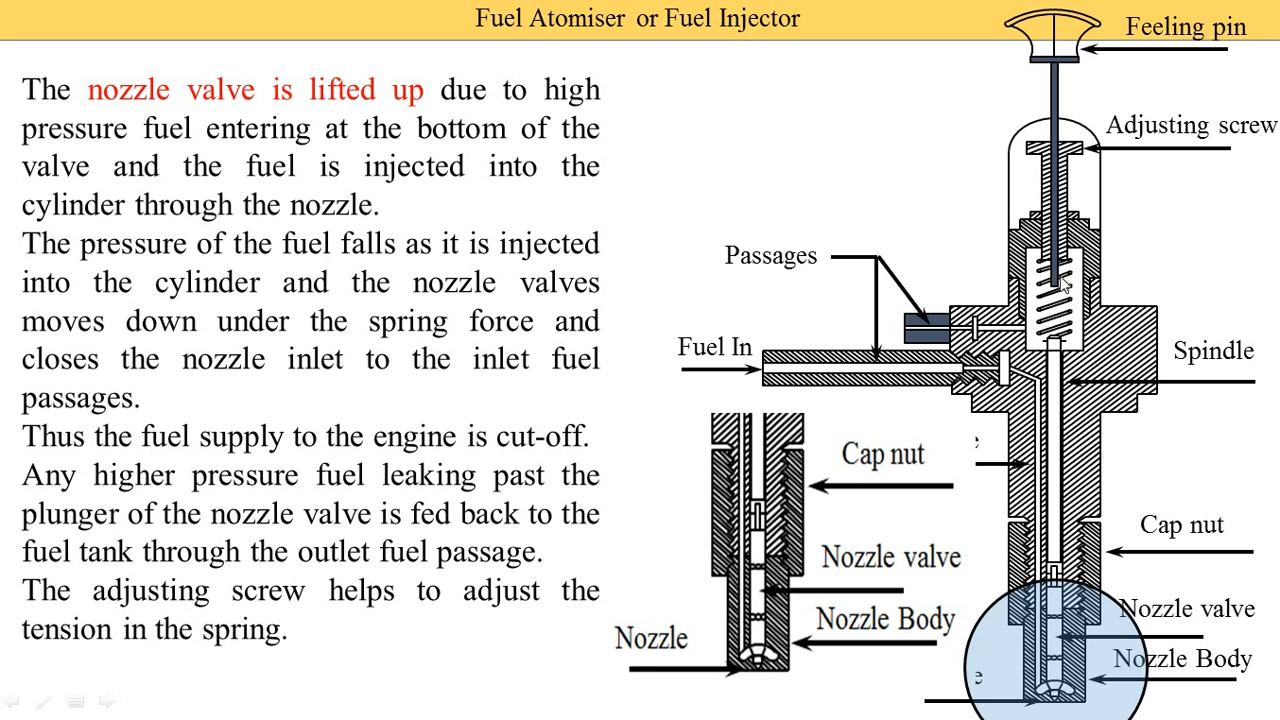 Fuel Atomiser or Fuel Injector
The nozzle valve is lifted up due to high
pressure fuel entering at the bottom of the
valve and the fuel is injected into the
cylinder through the nozzle.
The pressure of the fuel falls as it is injected
into the cylinder and the nozzle valves
moves down under the spring force and
closes the nozzle inlet to the inlet fuel
passages.
Thus the fuel supply to the engine is cut-off.
Any higher pressure fuel leaking past the
plunger of the nozzle valve is fed back to the
fuel tank through the outlet fuel passage.
The adjusting screw helps to adjust the
tension in the spring.
Feeling pin
Adjusting screw
Passages
Fuel In
Spindle
Cap nut
Nozzle valve
Nozzle Body
Nozzle
Cap nut
Nozzle valve
Nozzle Body